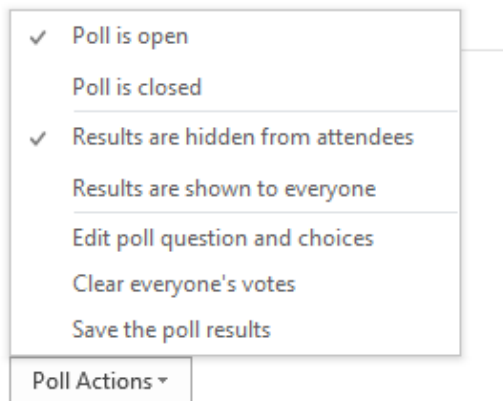 Poll is open
Poll is closed
Results are hidden from attendees
Results are shown to everyone
Edit poll question and choices
Clear everyone's votes
Save the poll results
Poll Actions